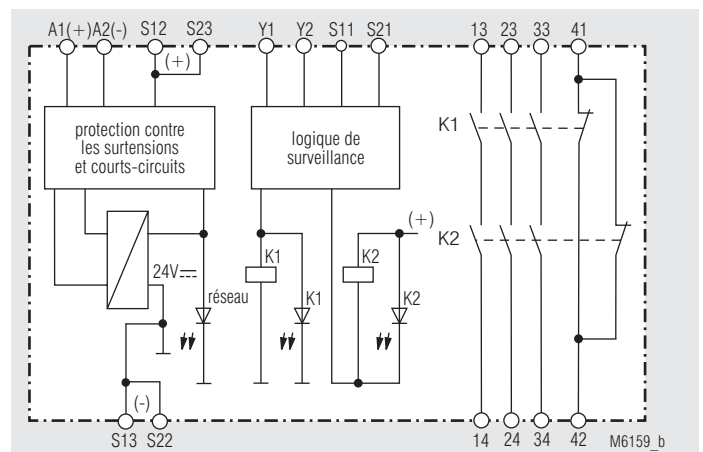 A1(+) A2(-) S12 S23 Y1 Y2 S11 S21 13 23 33 41
(+)
protection contre
les surtensions
et courts-circuits
logique de
surveillance
K1
(+)
K2
24V
K1
K2
réseau
K1
K2
(-)
S13 S22
14 24 34 42
M6159_b